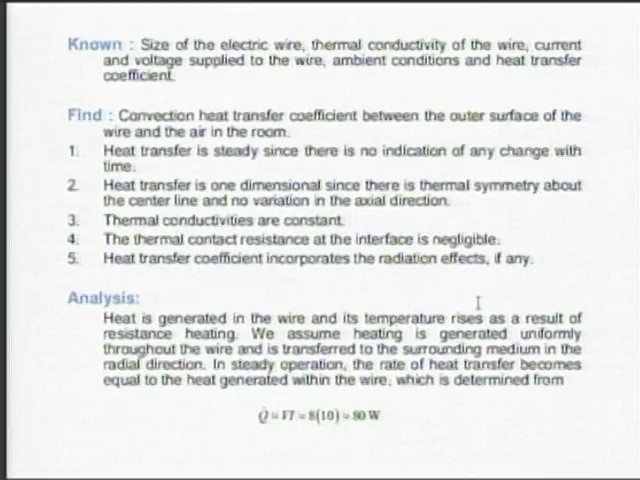 Known : Size of the electric wire, thermal conductivity of the wire, current
and voltage supplied to the wire, ambient conditions and heat transfer
coefficient.
Find : Convection heat transfer coefficient between the outer surface of the
wire and the air in the room.
1. Heat transfer is steady since there is no indication of any change with
time.
2. Heat transfer is one dimensional since there is thermal symmetry about
the center line and no variation in the axial direction.
3. Thermal conductivities are constant.
4. The thermal contact resistance at the interface is negligible.
5. Heat transfer coefficient incorporates the radiation effects, if any.
Analysis:
Heat is generated in the wire and its temperature rises as a result of
resistance heating. We assume heating is generated uniformly
throughout the wire and is transferred to the surrounding medium in the
radial direction. In steady operation, the rate of heat transfer becomes
equal to the heat generated within the wire, which is determined from
Q̇ = VI = 8(10) = 80 W